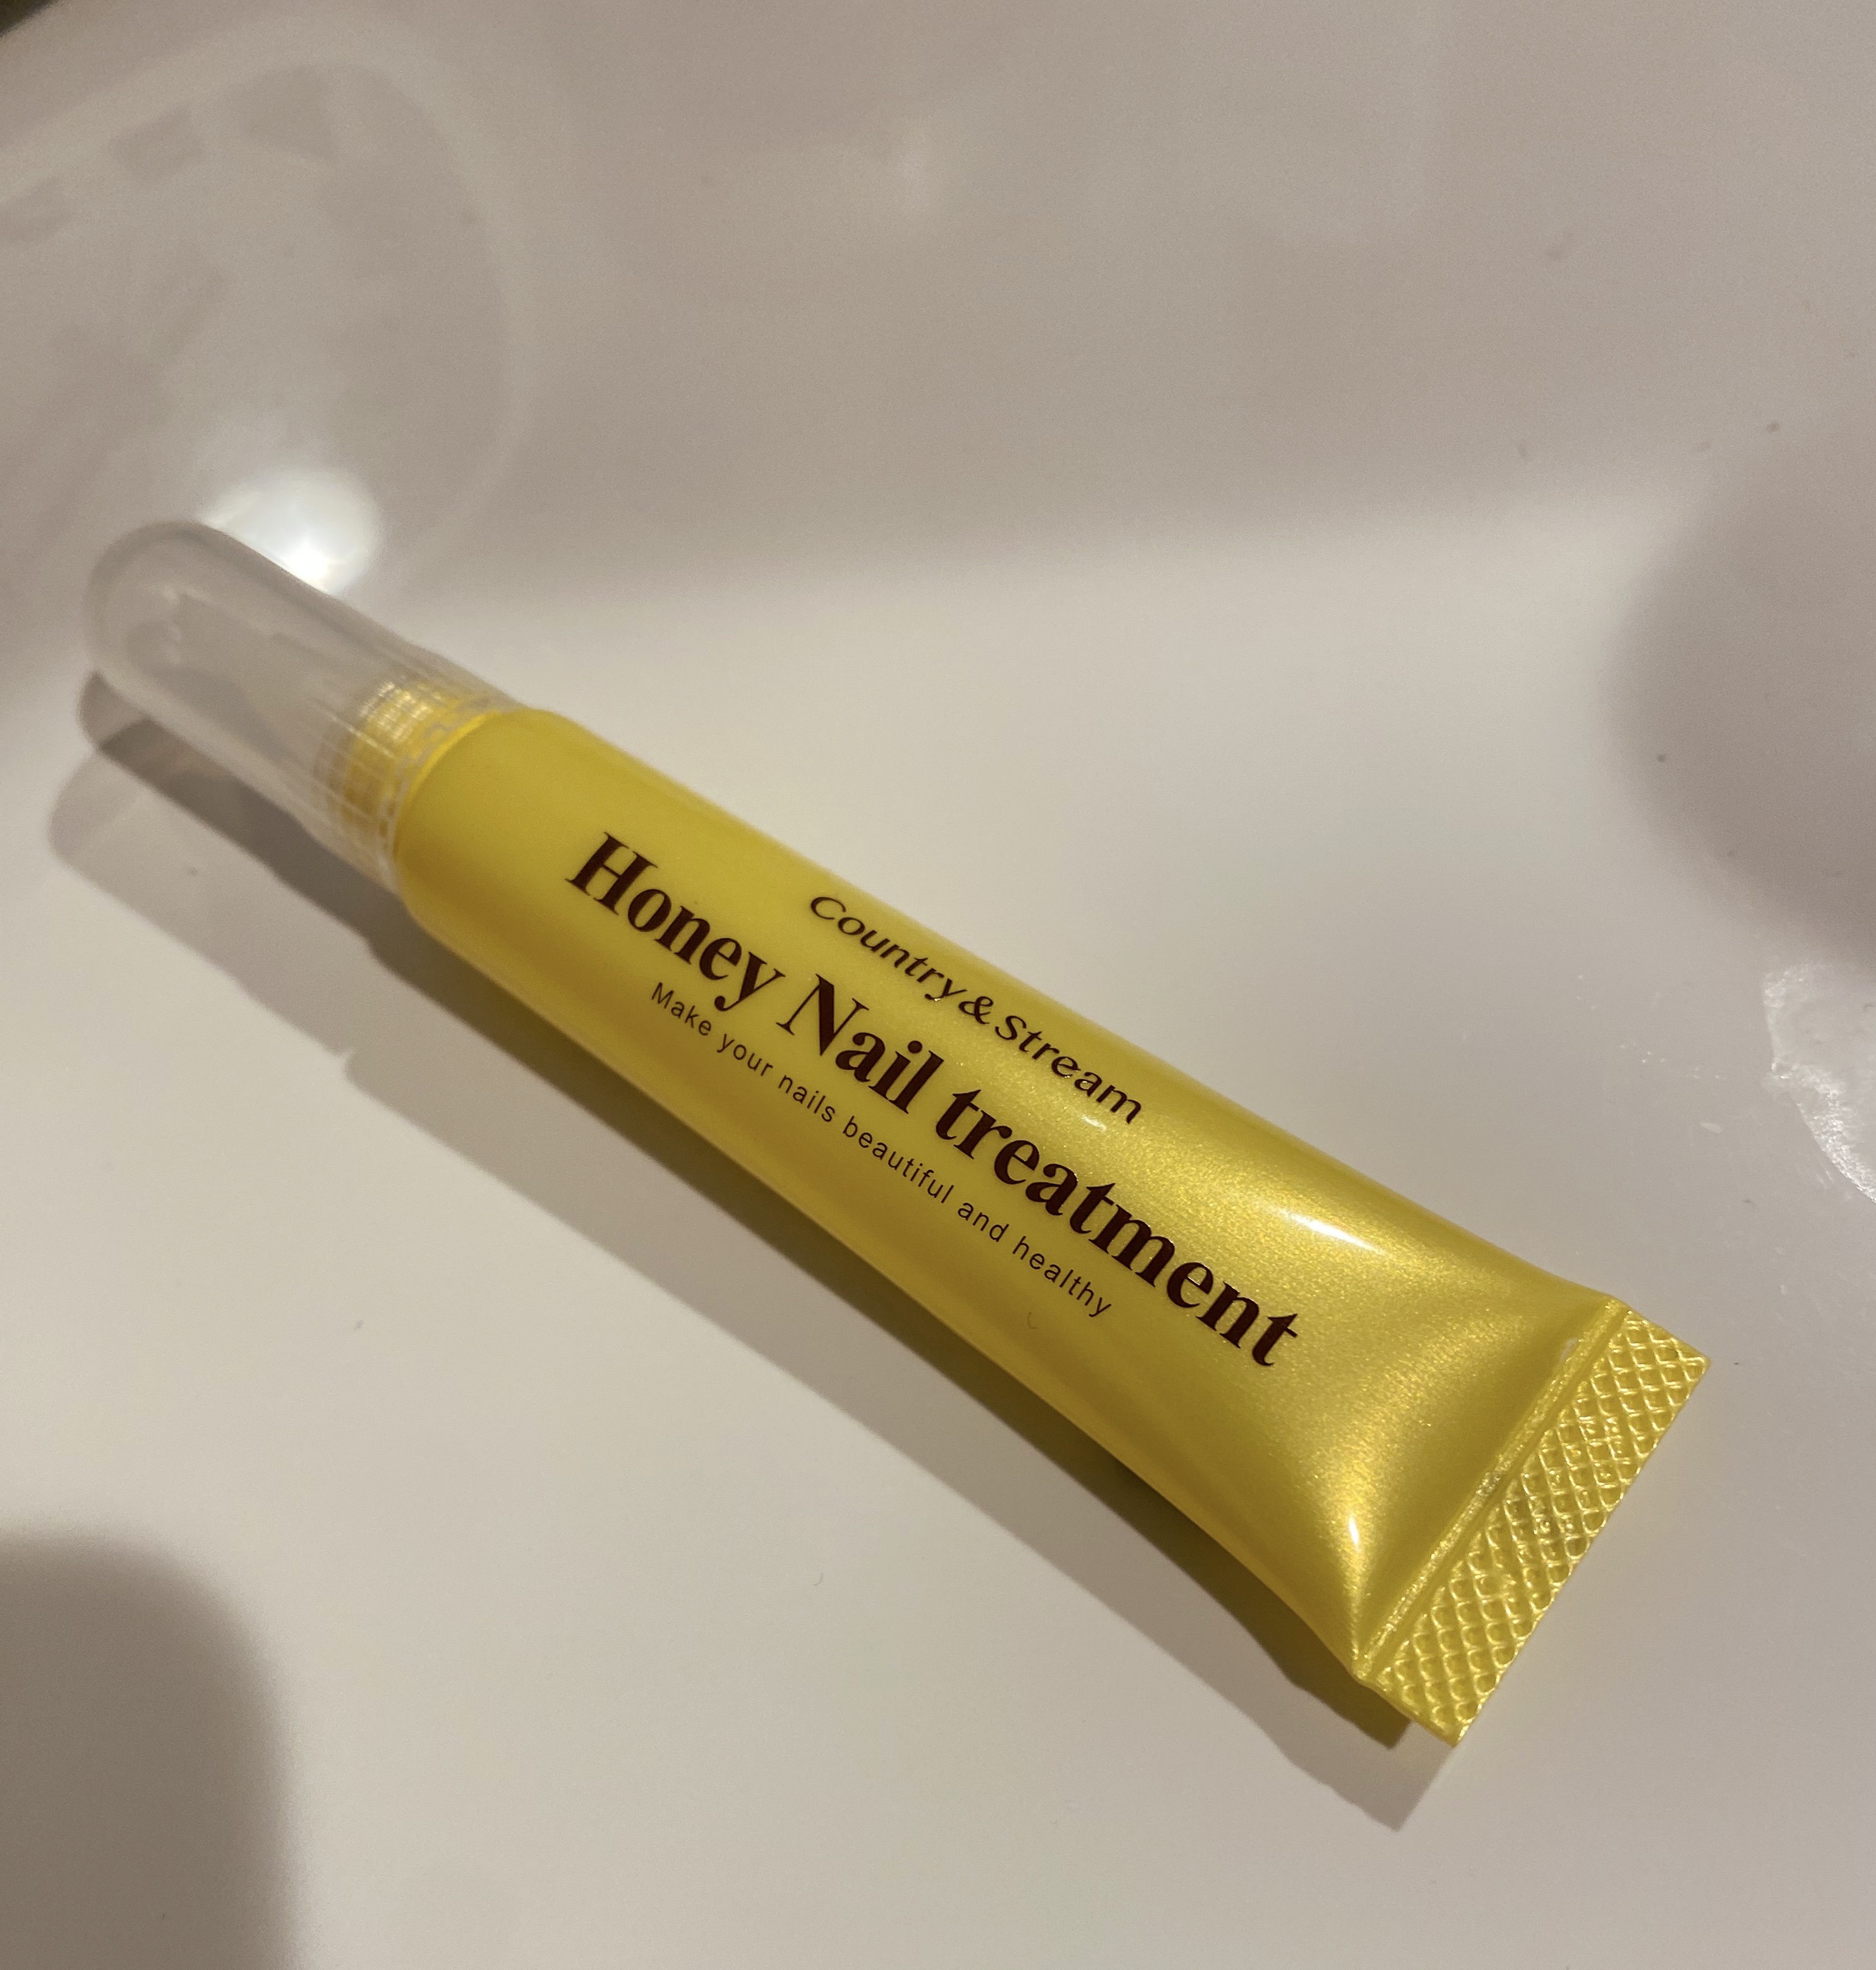 Country&Stream
Honey Nail treatment
Make your nails beautiful and healthy